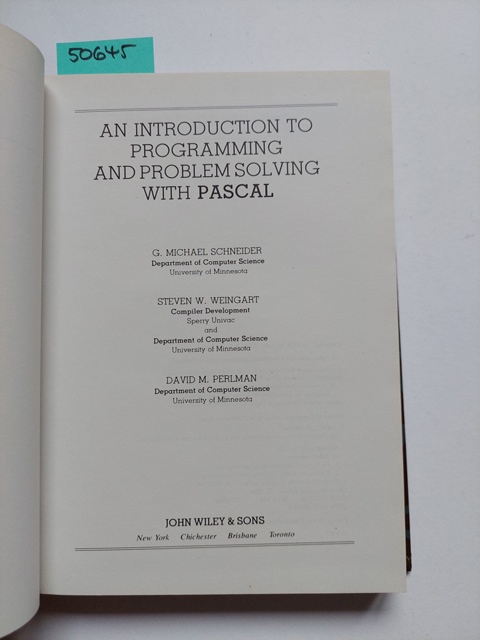 50645
AN INTRODUCTION TO
PROGRAMMING
AND PROBLEM SOLVING
WITH PASCAL
G. MICHAEL SCHNEIDER
Department of Computer Science
University of Minnesota
STEVEN W. WEINGART
Compiler Development
Sperry Univac
and
Department of Computer Science
University of Minnesota
DAVID M. PERLMAN
Department of Computer Science
University of Minnesota
JOHN WILEY & SONS
New York Chichester Brisbane Toronto